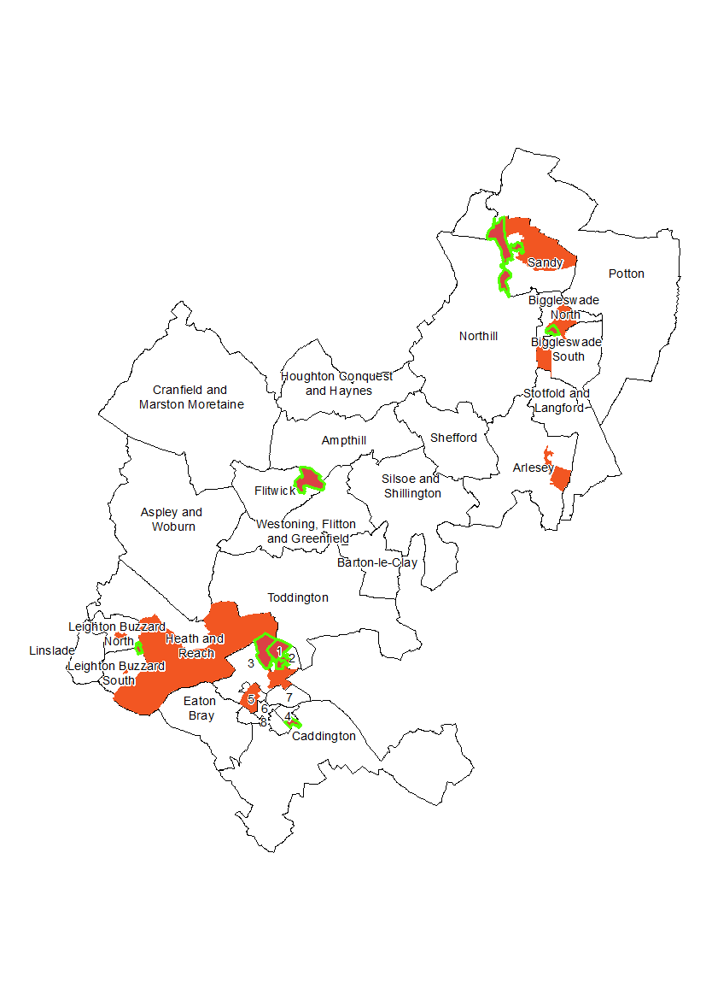 Sandy
Potton
Biggleswade
North
Northill
Biggleswade
South
Houghton Conquest
and Haynes
Cranfield and
Marston Moretaine
Stotfold and
Langford
Ampthill
Shefford
Arlesey
Flitwick
Silsoe and
Shillington
Aspley and
Woburn
Westoning, Flitton
and Greenfield
Barton-le-Clay
Toddington
Leighton Buzzard
North
Heath and
Reach
Linslade
1
2
3
Leighton Buzzard
South
Eaton
Bray
5
7
6
4
8
Caddington